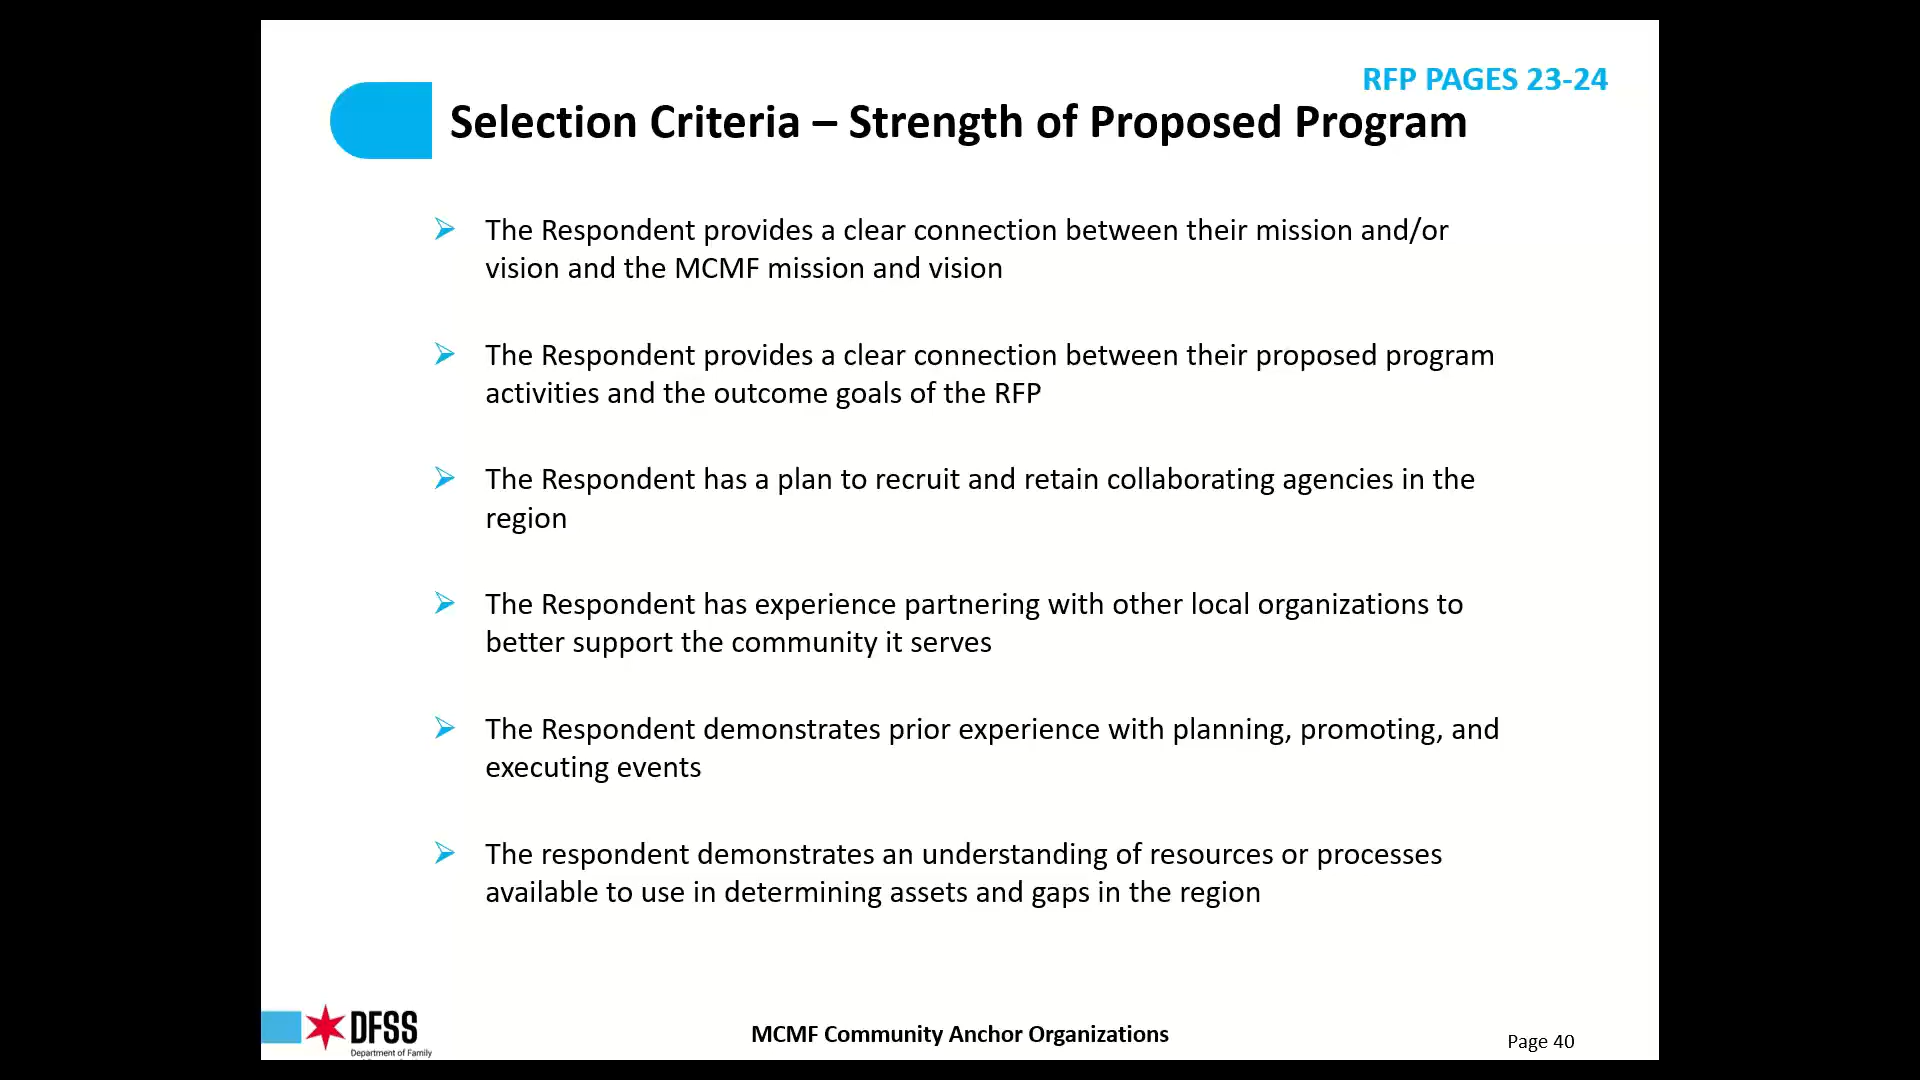 RFP PAGES 23-24
Selection Criteria – Strength of Proposed Program
The Respondent provides a clear connection between their mission and/or
vision and the MCMF mission and vision
The Respondent provides a clear connection between their proposed program
activities and the outcome goals of the RFP
The Respondent has a plan to recruit and retain collaborating agencies in the
region
The Respondent has experience partnering with other local organizations to
better support the community it serves
The Respondent demonstrates prior experience with planning, promoting, and
executing events
The respondent demonstrates an understanding of resources or processes
available to use in determining assets and gaps in the region
DFSS
Department of Family
MCMF Community Anchor Organizations
Page 40